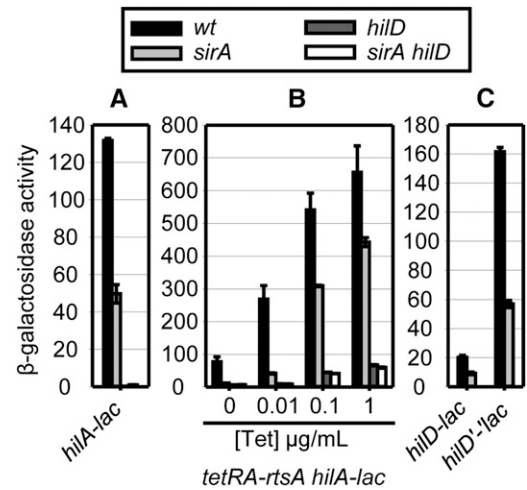 wt
hilD
sirA
sirA hilD
A
B
C
β-galactosidase activity
140
120
100
80
60
40
20
0
hilA-lac
800
700
600
500
400
300
200
100
0
0 0.01 0.1 1
[Tet] µg/mL
tetRA-rtsA hilA-lac
180
160
140
120
100
80
60
40
20
0
hilD-lac
hilD'-'lac